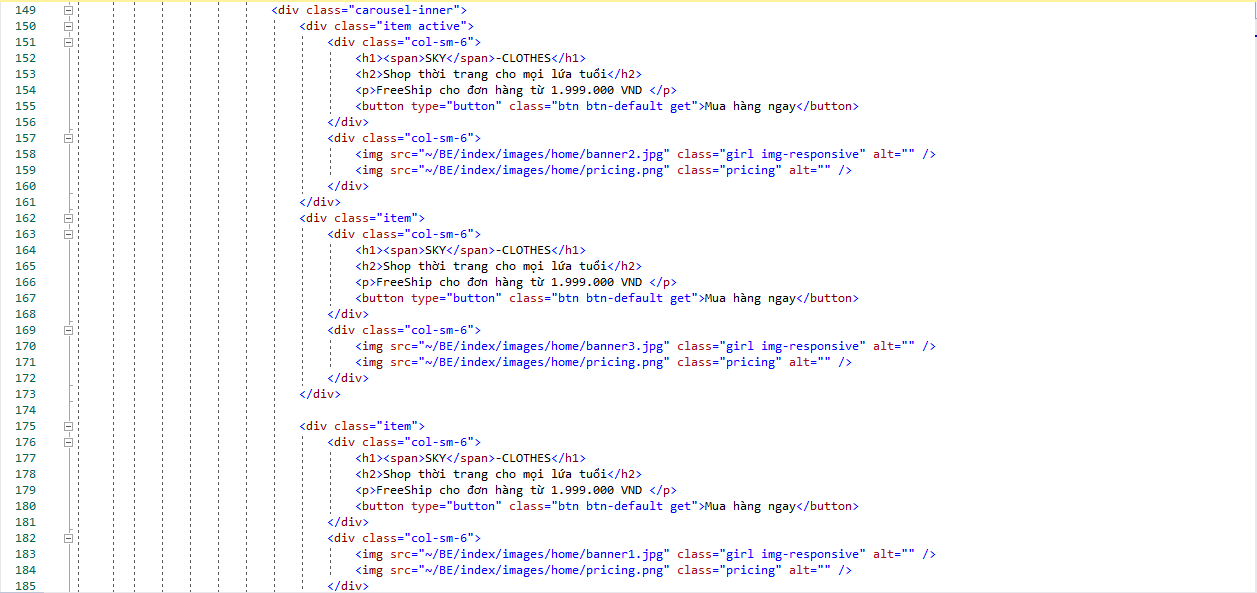 149 <div class="carousel-inner">
150 <div class="item active">
151 <div class="col-sm-6">
152 <h1><span>SKY</span>-CLOTHES</h1>
153 <h2>Shop thời trang cho mọi lứa tuổi</h2>
154 <p>FreeShip cho đơn hàng từ 1.999.000 VND </p>
155 <button type="button" class="btn btn-default get">Mua hàng ngay</button>
156 </div>
157 <div class="col-sm-6">
158 <img src="~/BE/index/images/home/banner2.jpg" class="girl img-responsive" alt="" />
159 <img src="~/BE/index/images/home/pricing.png" class="pricing" alt="" />
160 </div>
161 </div>
162 <div class="item">
163 <div class="col-sm-6">
164 <h1><span>SKY</span>-CLOTHES</h1>
165 <h2>Shop thời trang cho mọi lứa tuổi</h2>
166 <p>FreeShip cho đơn hàng từ 1.999.000 VND </p>
167 <button type="button" class="btn btn-default get">Mua hàng ngay</button>
168 </div>
169 <div class="col-sm-6">
170 <img src="~/BE/index/images/home/banner3.jpg" class="girl img-responsive" alt="" />
171 <img src="~/BE/index/images/home/pricing.png" class="pricing" alt="" />
172 </div>
173 </div>
174
175 <div class="item">
176 <div class="col-sm-6">
177 <h1><span>SKY</span>-CLOTHES</h1>
178 <h2>Shop thời trang cho mọi lứa tuổi</h2>
179 <p>FreeShip cho đơn hàng từ 1.999.000 VND </p>
180 <button type="button" class="btn btn-default get">Mua hàng ngay</button>
181 </div>
182 <div class="col-sm-6">
183 <img src="~/BE/index/images/home/banner1.jpg" class="girl img-responsive" alt="" />
184 <img src="~/BE/index/images/home/pricing.png" class="pricing" alt="" />
185 </div>